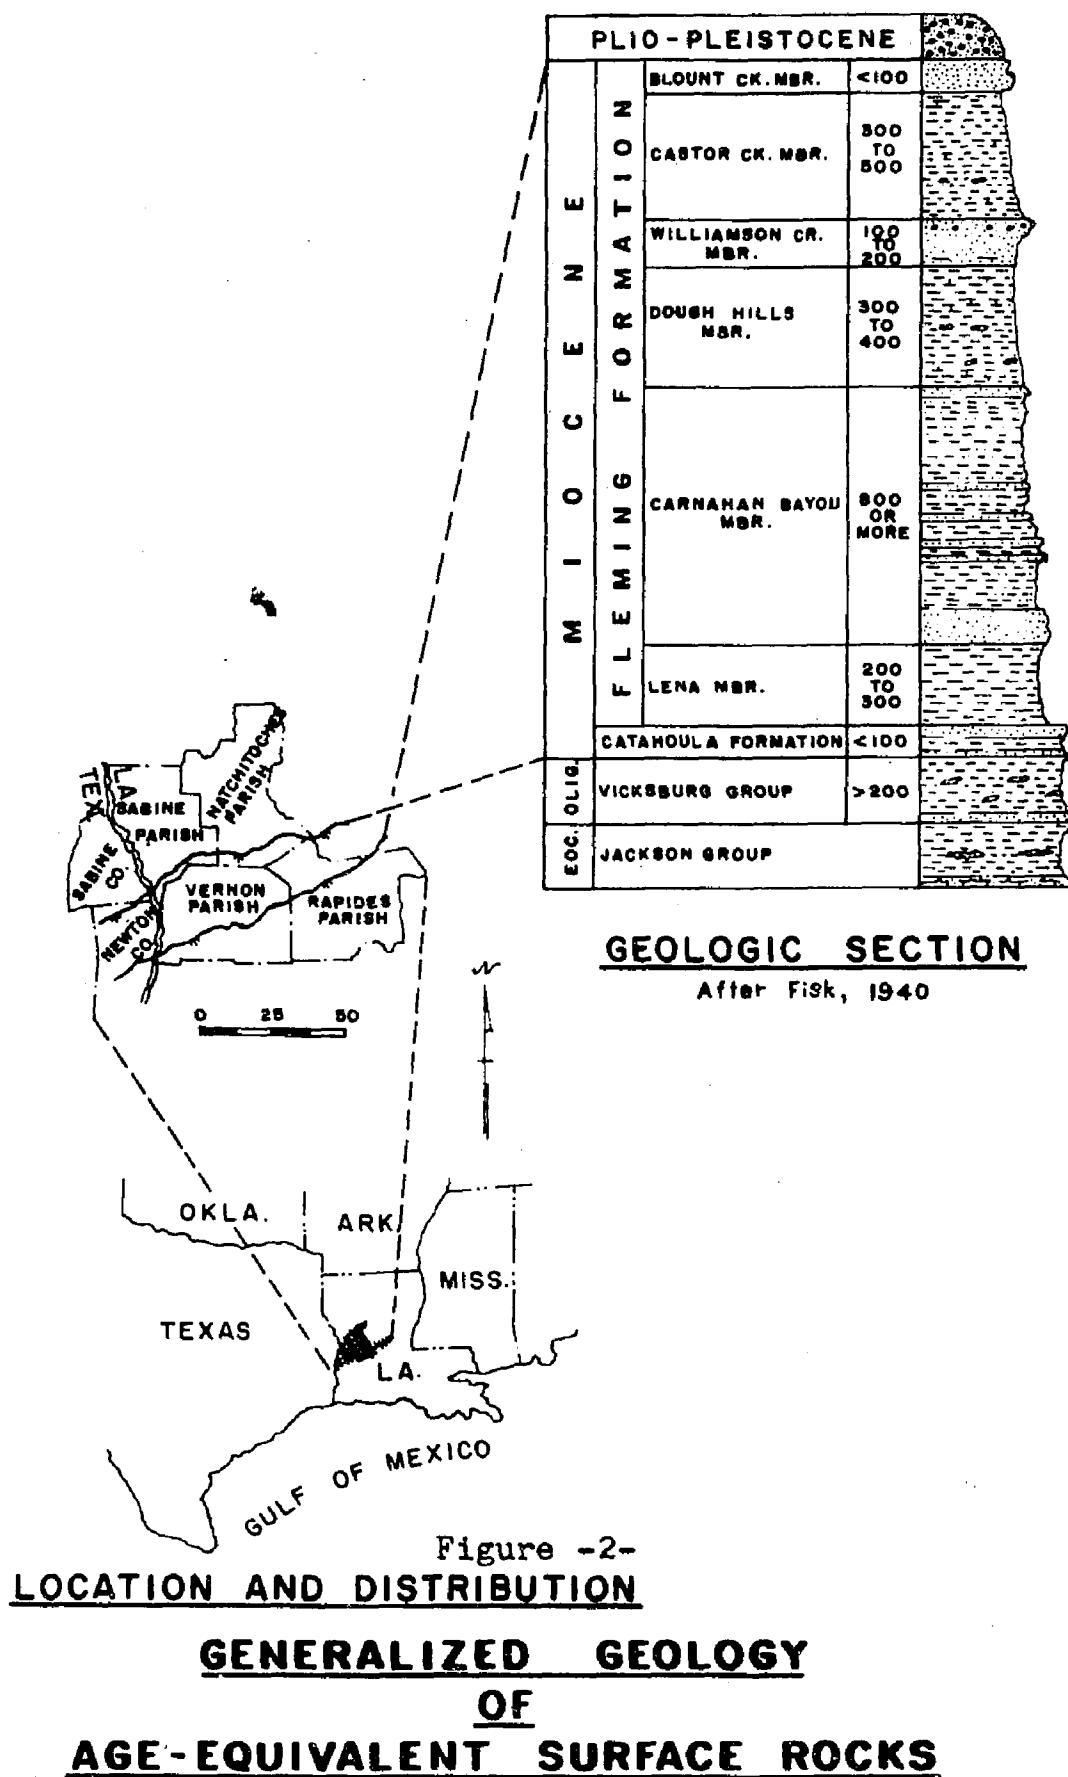 PLIO-PLEISTOCENE
MIOCENE
FLEMING FORMATION
BLOUNT CK. MBR.
<100
CASTOR CK. MBR.
300
TO
500
WILLIAMSON CR.
MBR.
100
TO
200
DOUGH HILLS
MBR.
300
TO
400
CARNAHAN BAYOU
MBR.
800
OR
MORE
LENA MBR.
200
TO
300
CATAHOULA FORMATION
<100
OLIG.
VICKSBURG GROUP
>200
EOC.
JACKSON GROUP
GEOLOGIC SECTION
After Fisk, 1940
TEX.
LA.
NATCHITOCHES
PARISH
SABINE
PARISH
SABINE
CO.
VERNON
PARISH
RAPIDES
PARISH
NEWTON
CO.
0 25 50
N
OKLA.
ARK.
MISS.
TEXAS
LA.
GULF OF MEXICO
Figure -2-
LOCATION AND DISTRIBUTION
GENERALIZED GEOLOGY
OF
AGE-EQUIVALENT SURFACE ROCKS